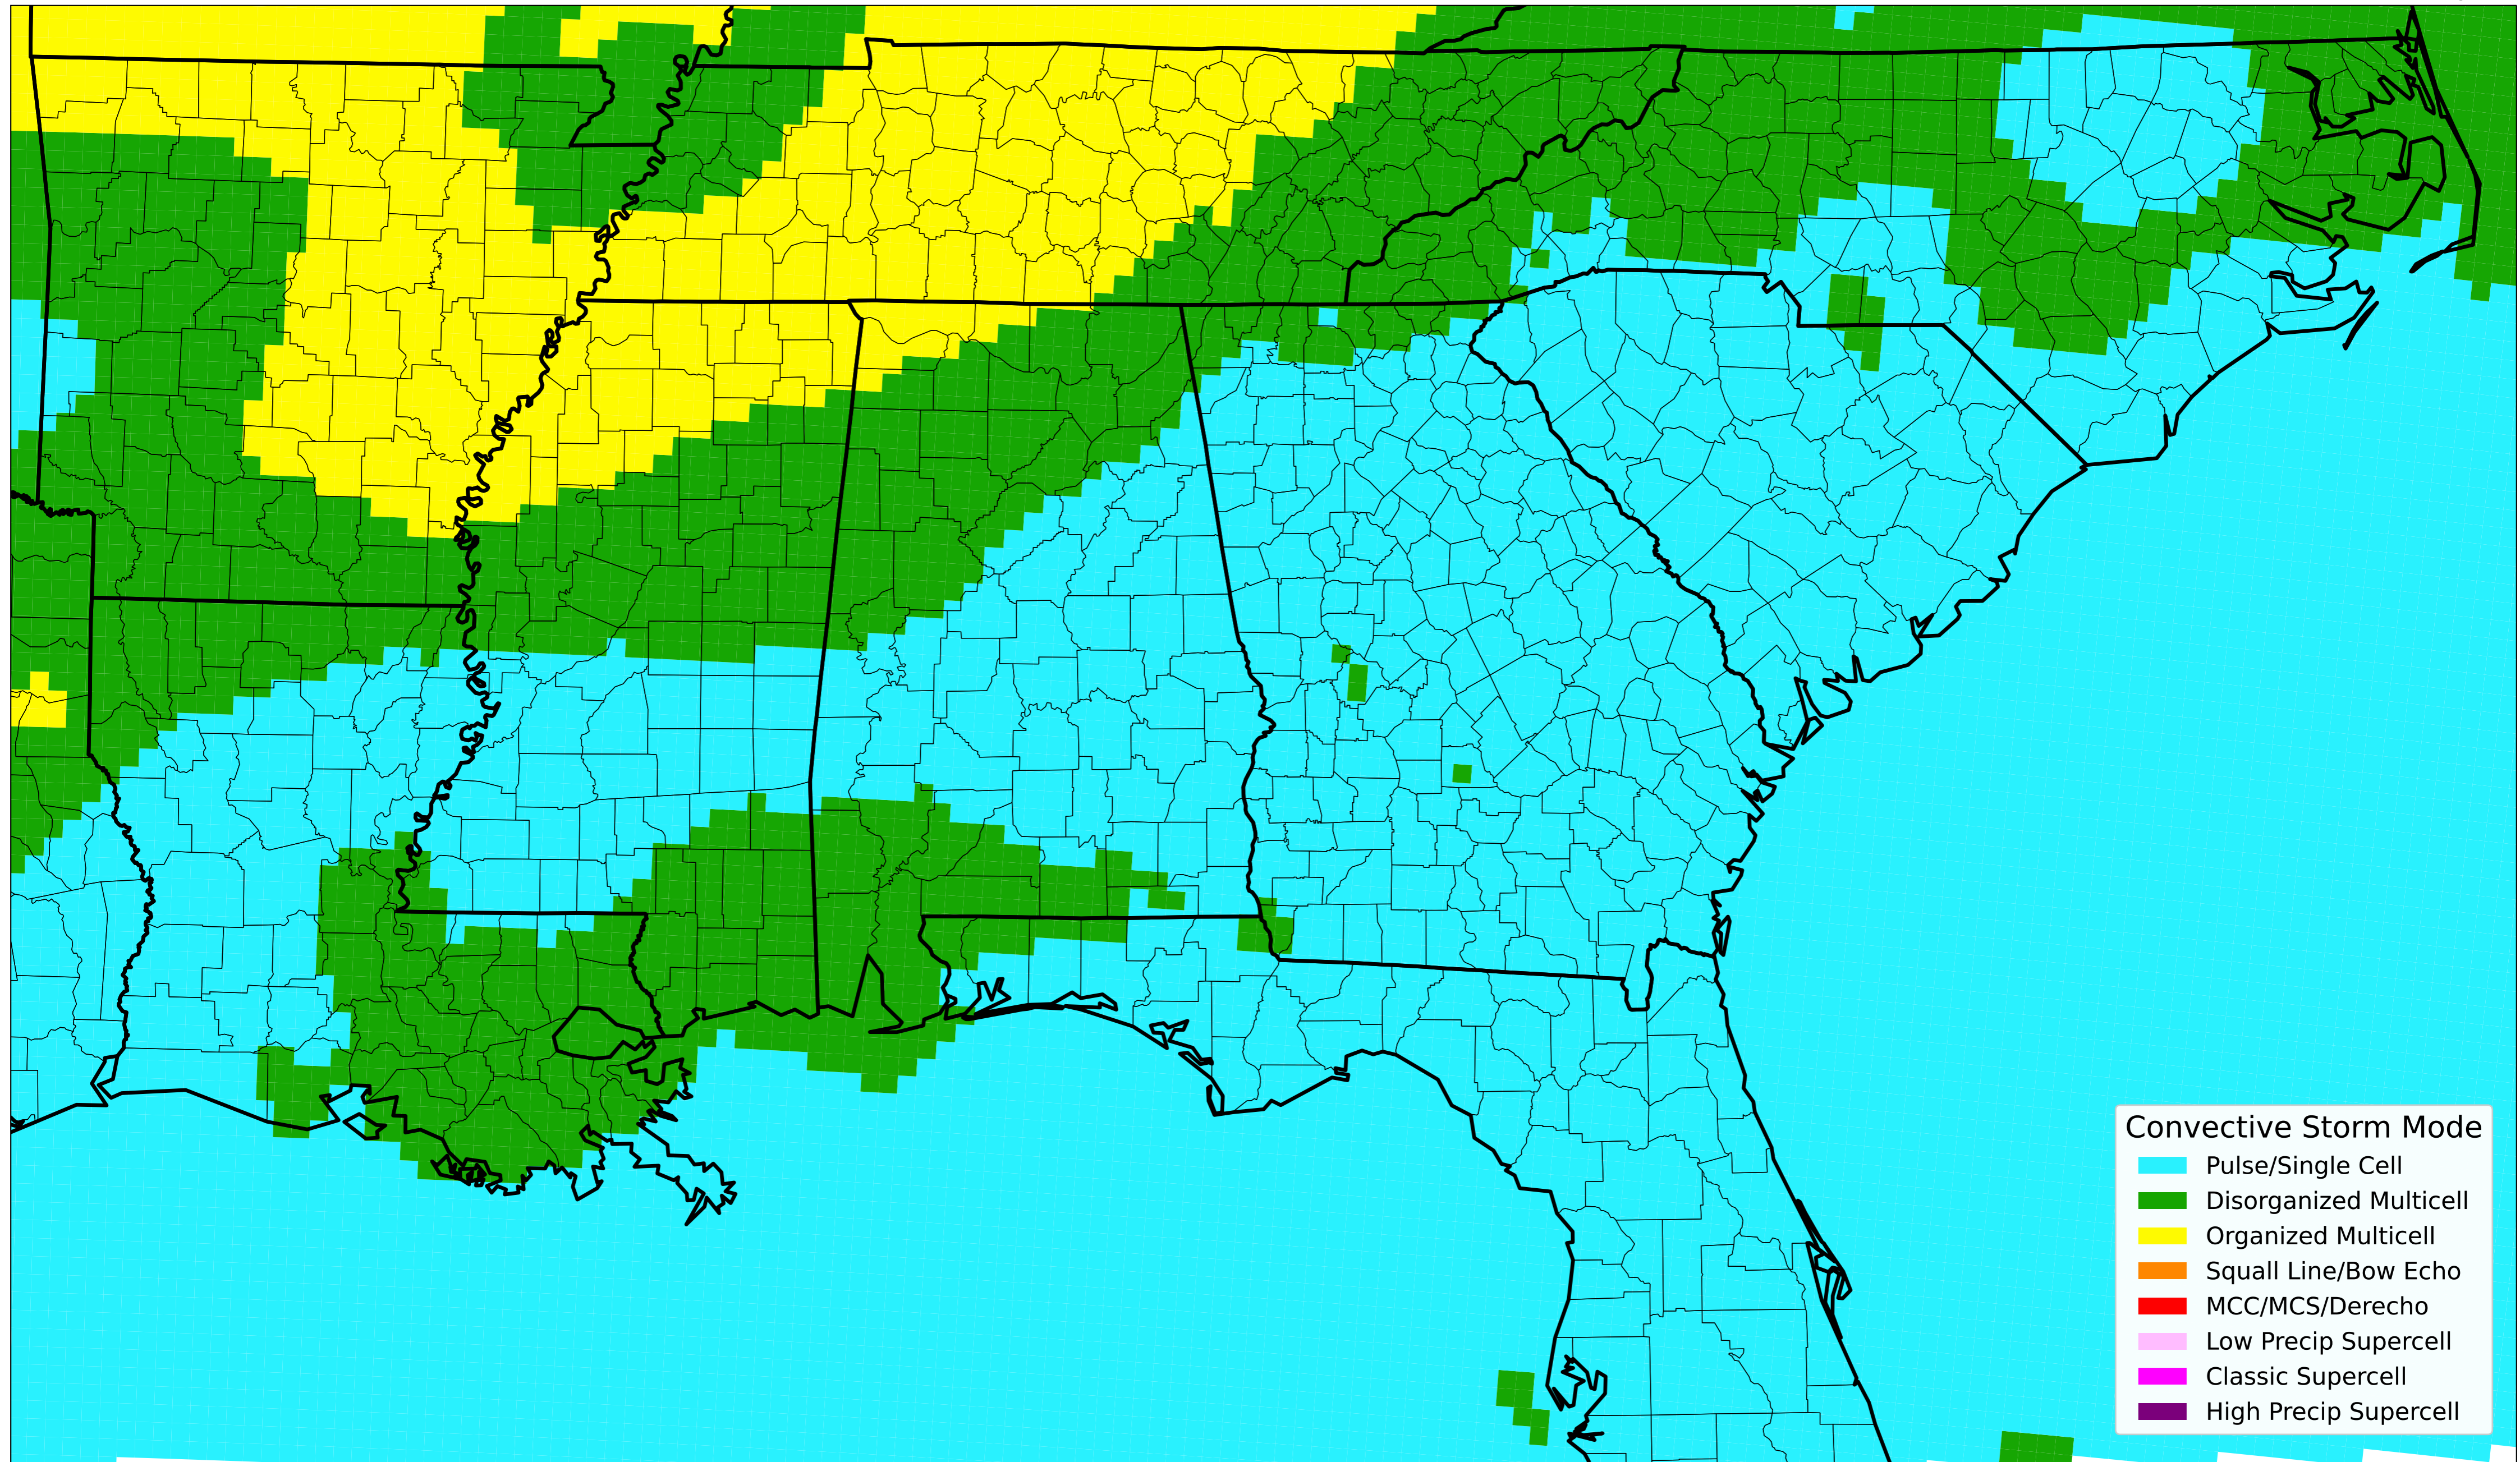 Convective Storm Mode
Pulse/Single Cell
Disorganized Multicell
Organized Multicell
Squall Line/Bow Echo
MCC/MCS/Derecho
Low Precip Supercell
Classic Supercell
High Precip Supercell